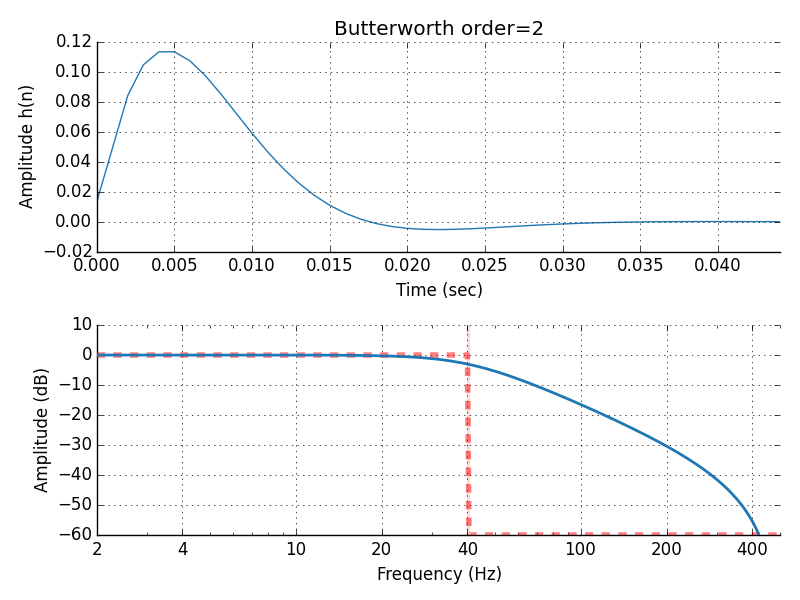 Butterworth order=2
Amplitude h(n)
0.12
0.10
0.08
0.06
0.04
0.02
0.00
−0.02
0.000 0.005 0.010 0.015 0.020 0.025 0.030 0.035 0.040
Time (sec)
Amplitude (dB)
10
0
−10
−20
−30
−40
−50
−60
2 4 10 20 40 100 200 400
Frequency (Hz)